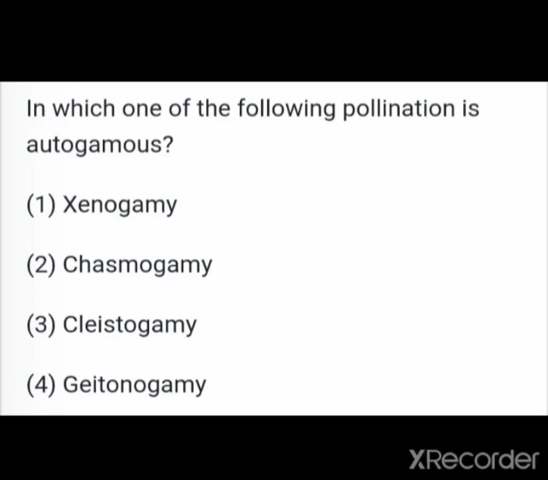 In which one of the following pollination is
autogamous?
(1) Xenogamy
(2) Chasmogamy
(3) Cleistogamy
(4) Geitonogamy
XRecorder